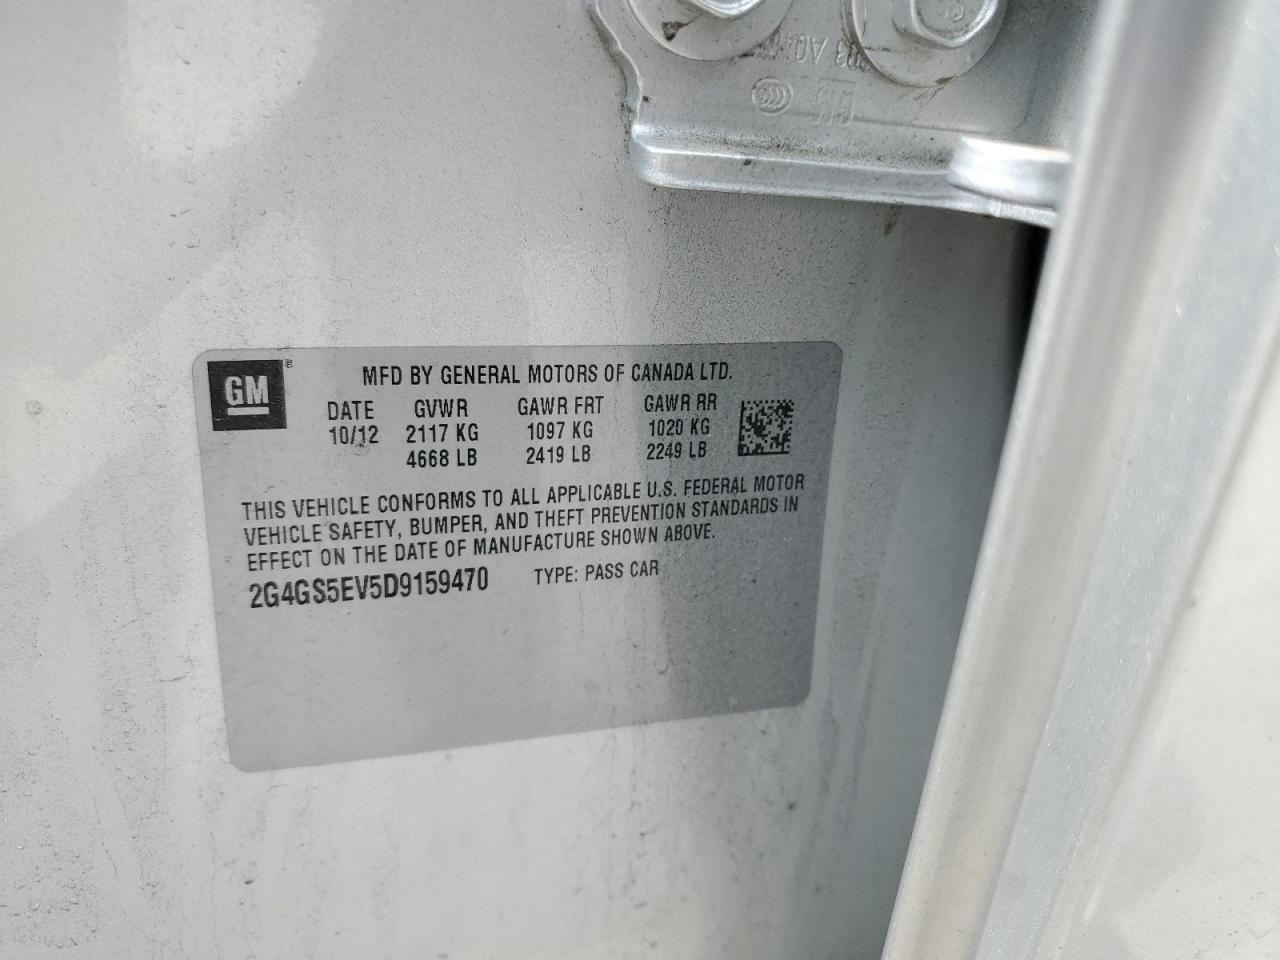 GM ®
MFD BY GENERAL MOTORS OF CANADA LTD.
DATE GVWR GAWR FRT GAWR RR
10/12 2117 KG 1097 KG 1020 KG
4668 LB 2419 LB 2249 LB
THIS VEHICLE CONFORMS TO ALL APPLICABLE U.S. FEDERAL MOTOR
VEHICLE SAFETY, BUMPER, AND THEFT PREVENTION STANDARDS IN
EFFECT ON THE DATE OF MANUFACTURE SHOWN ABOVE.
2G4GS5EV5D9159470 TYPE: PASS CAR